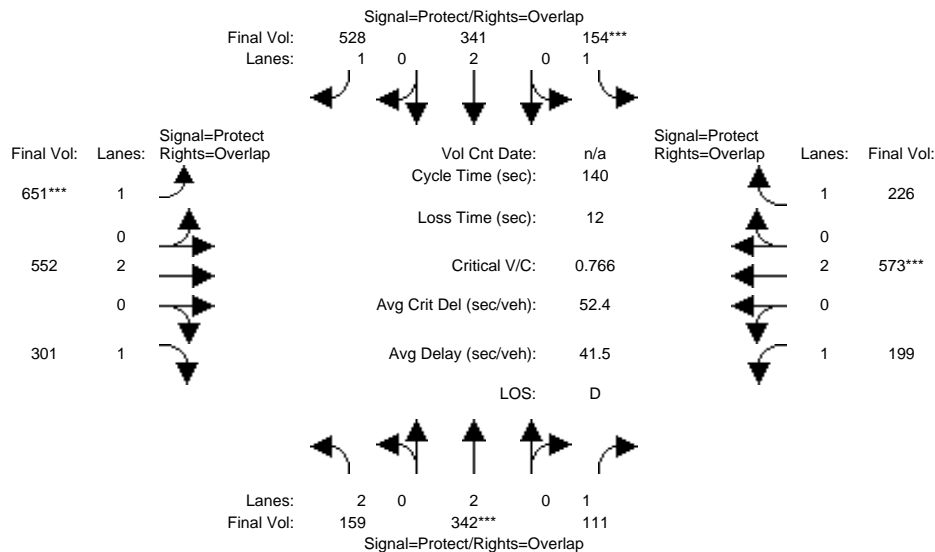 Signal=Protect/Rights=Overlap
Final Vol: 528 341 154***
Lanes: 1 0 2 0 1
Signal=Protect Signal=Protect
Final Vol: Lanes: Rights=Overlap Vol Cnt Date: n/a Rights=Overlap Lanes: Final Vol:
Cycle Time (sec): 140
651*** 1 1 226
Loss Time (sec): 12
0 0
552 2 Critical V/C: 0.766 2 573***
0 Avg Crit Del (sec/veh): 52.4 0
301 1 Avg Delay (sec/veh): 41.5 1 199
LOS: D
Lanes: 2 0 2 0 1
Final Vol: 159 342*** 111
Signal=Protect/Rights=Overlap